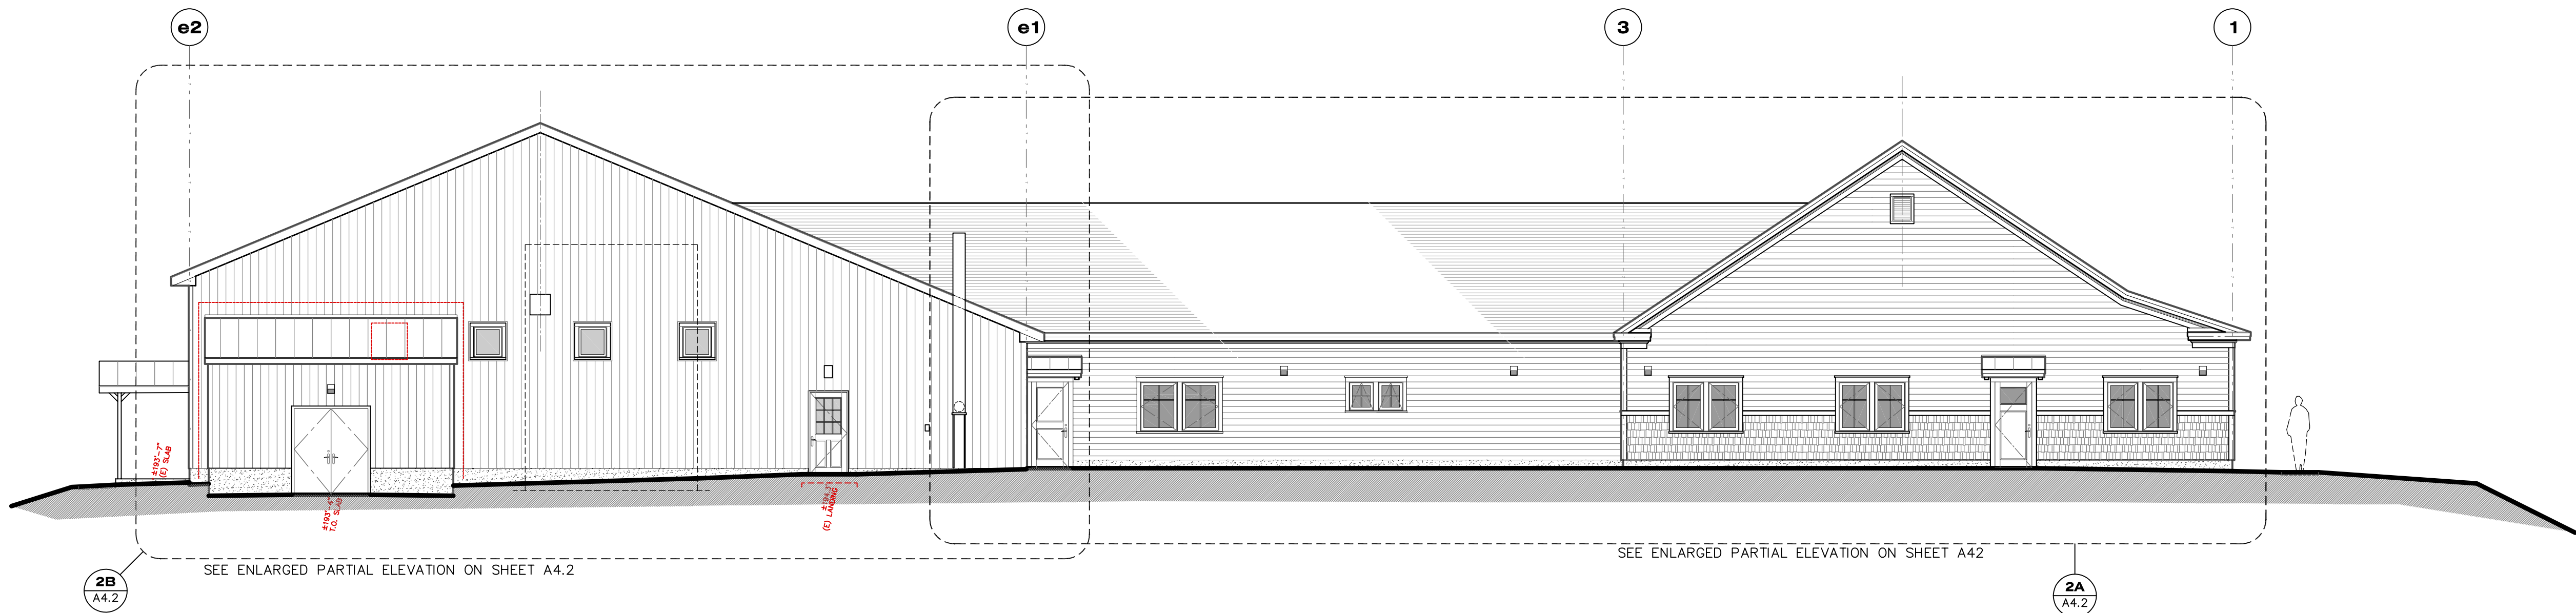 e2
e1
3
1
±193'-7"
(E) SLAB
±193'-4"
T.O. SLAB
±194.3'
(E) LANDING
SEE ENLARGED PARTIAL ELEVATION ON SHEET A4.2
SEE ENLARGED PARTIAL ELEVATION ON SHEET A42
2B
A4.2
2A
A4.2